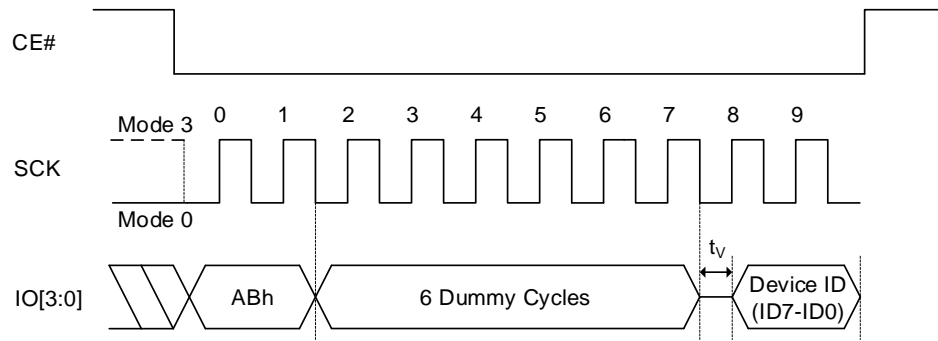 CE#
0 1 2 3 4 5 6 7 8 9
Mode 3
SCK
Mode 0
tV
IO[3:0]
ABh
6 Dummy Cycles
Device ID
(ID7-ID0)